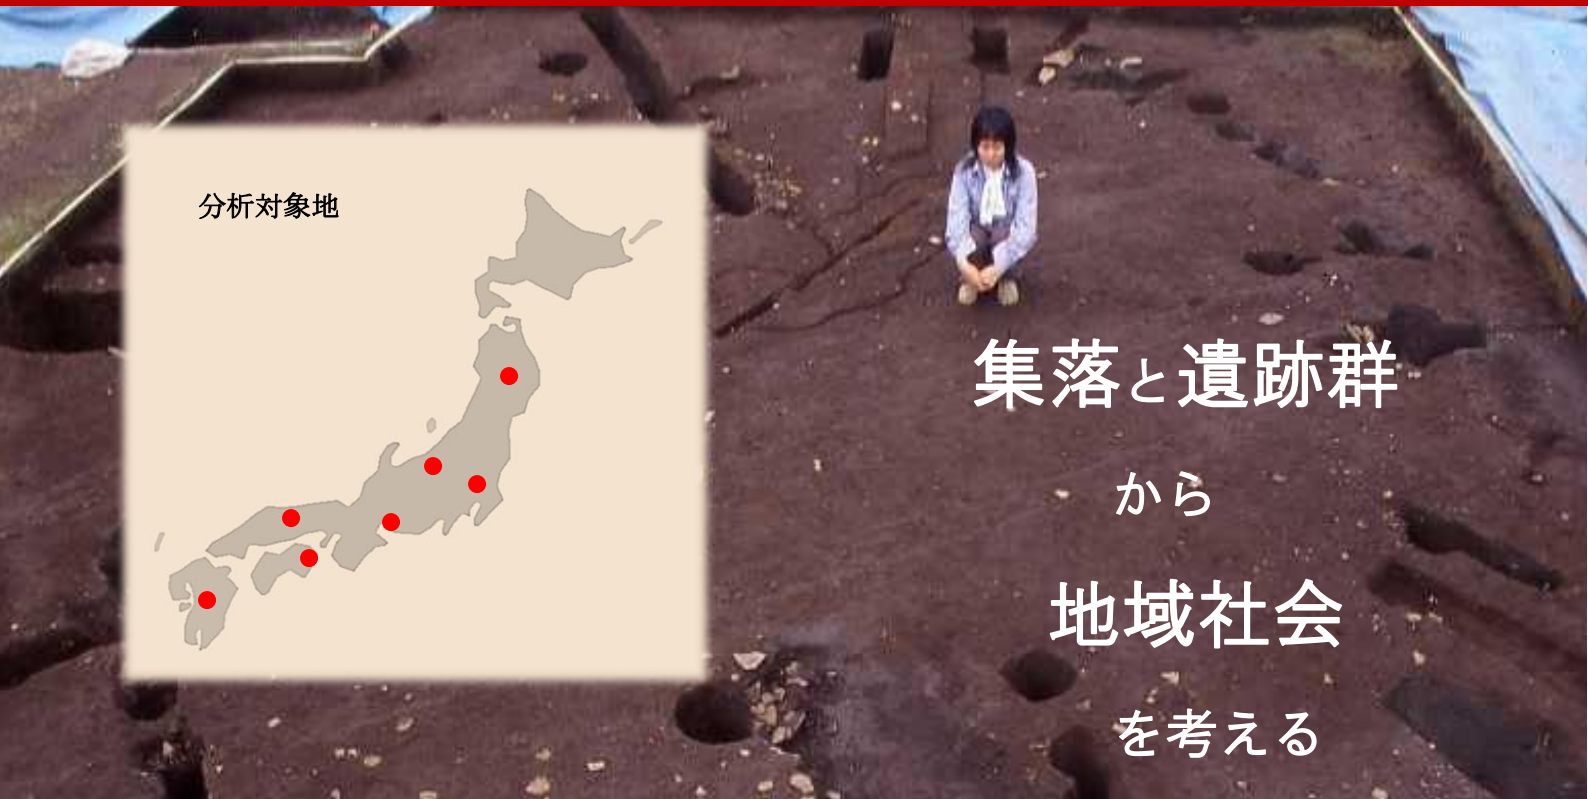 分析対象地
集落と遺跡群
から
地域社会
を考える